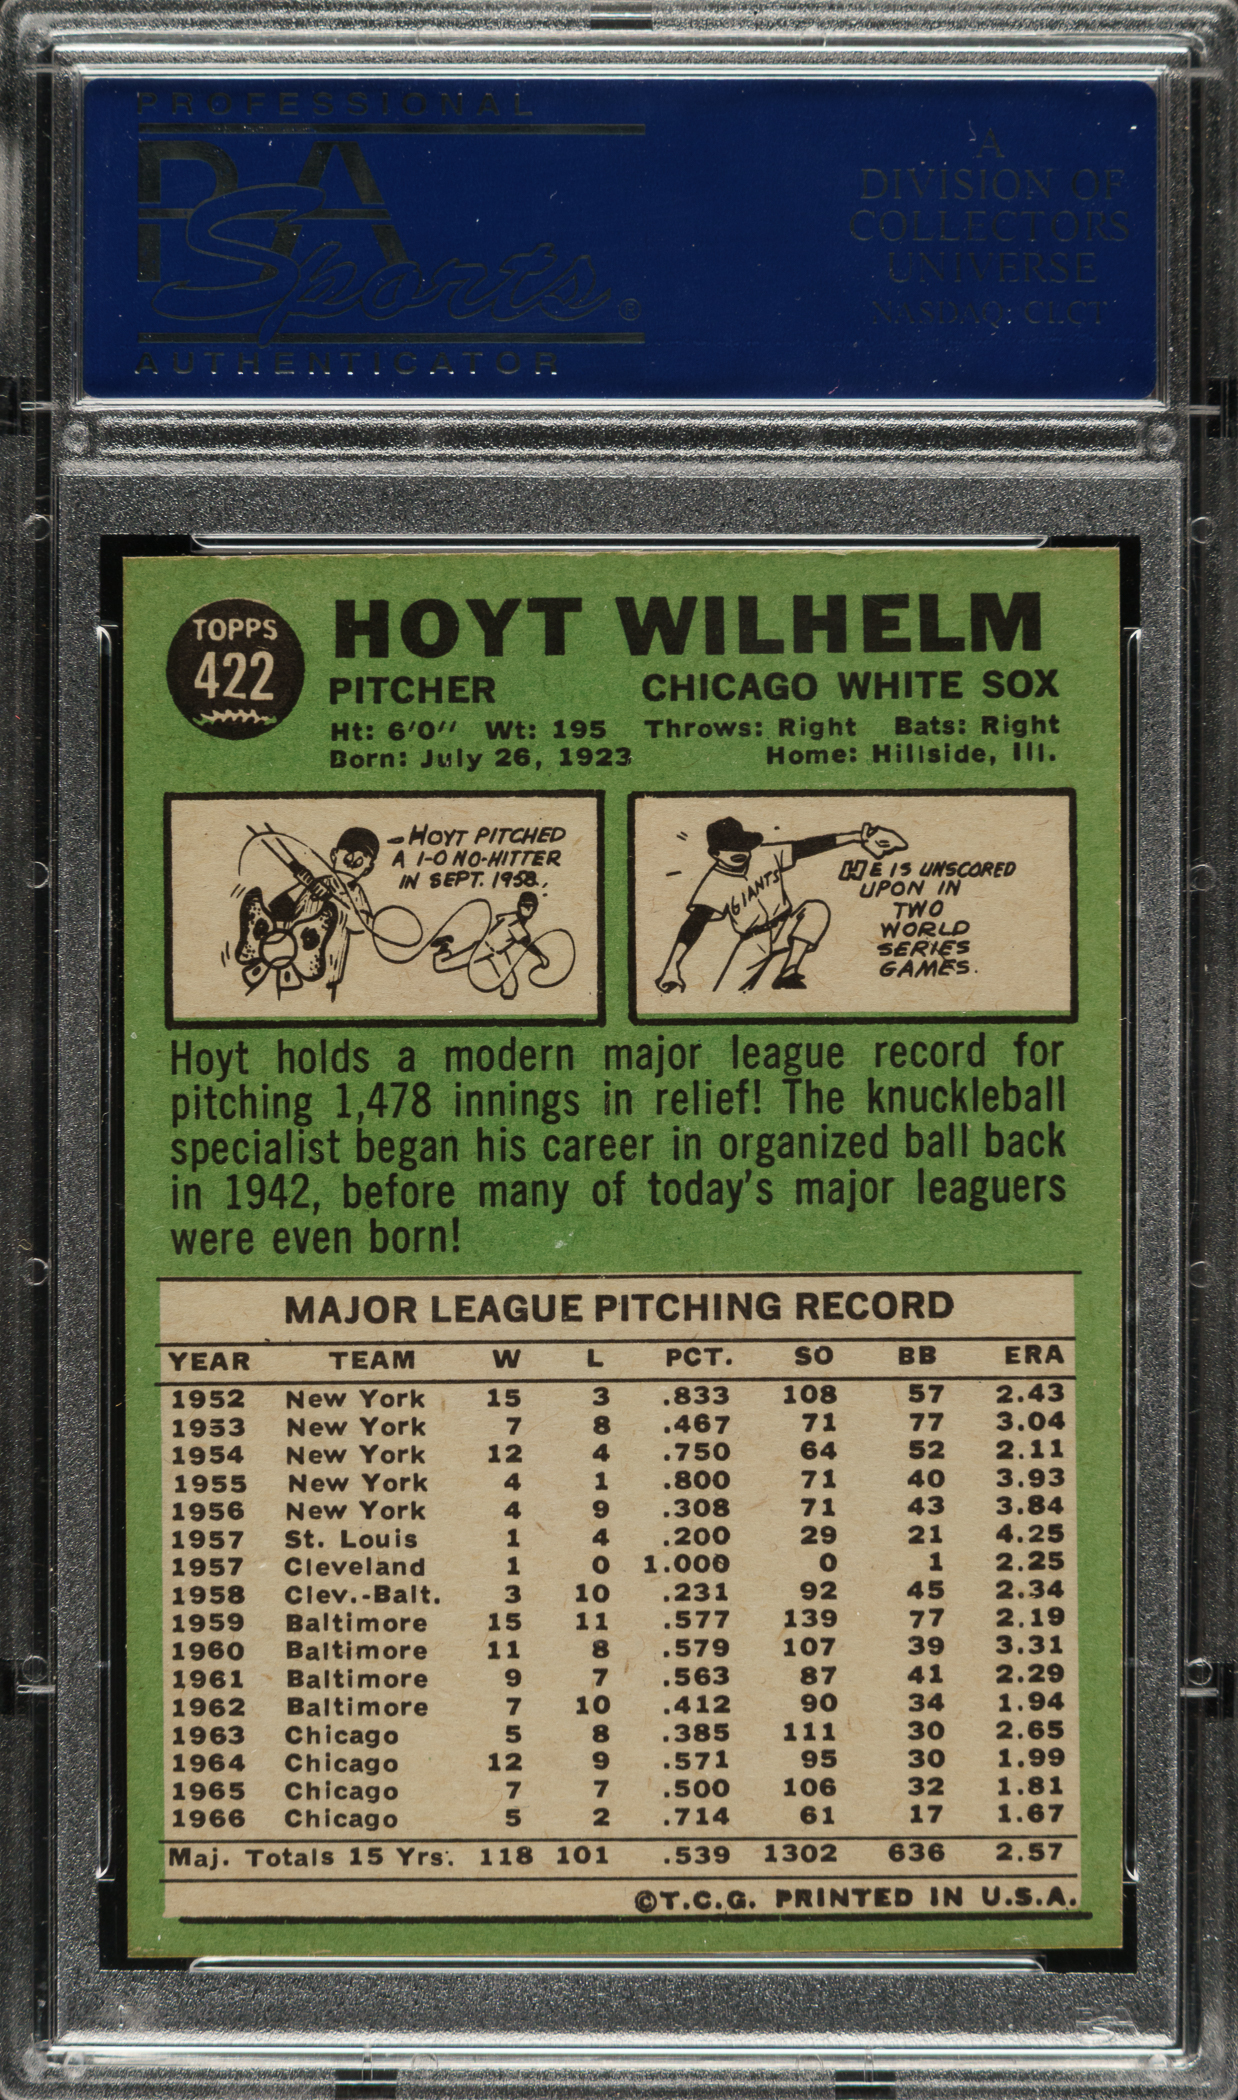 PROFESSIONAL
PSA
Sports®
AUTHENTICATOR
A
DIVISION OF
COLLECTORS
UNIVERSE
NASDAQ: CLCT
TOPPS
422
HOYT WILHELM
PITCHER CHICAGO WHITE SOX
Ht: 6'0" Wt: 195 Throws: Right Bats: Right
Born: July 26, 1923 Home: Hillside, Ill.
-HOYT PITCHED
A 1-0 NO-HITTER
IN SEPT. 1958.
GIANTS
HE IS UNSCORED
UPON IN
TWO
WORLD
SERIES
GAMES.
Hoyt holds a modern major league record for
pitching 1,478 innings in relief! The knuckleball
specialist began his career in organized ball back
in 1942, before many of today's major leaguers
were even born!
MAJOR LEAGUE PITCHING RECORD
YEAR TEAM W L PCT. SO BB ERA
1952 New York 15 3 .833 108 57 2.43
1953 New York 7 8 .467 71 77 3.04
1954 New York 12 4 .750 64 52 2.11
1955 New York 4 1 .800 71 40 3.93
1956 New York 4 9 .308 71 43 3.84
1957 St. Louis 1 4 .200 29 21 4.25
1957 Cleveland 1 0 1.000 0 1 2.25
1958 Clev.-Balt. 3 10 .231 92 45 2.34
1959 Baltimore 15 11 .577 139 77 2.19
1960 Baltimore 11 8 .579 107 39 3.31
1961 Baltimore 9 7 .563 87 41 2.29
1962 Baltimore 7 10 .412 90 34 1.94
1963 Chicago 5 8 .385 111 30 2.65
1964 Chicago 12 9 .571 95 30 1.99
1965 Chicago 7 7 .500 106 32 1.81
1966 Chicago 5 2 .714 61 17 1.67
Maj. Totals 15 Yrs. 118 101 .539 1302 636 2.57
©T.C.G. PRINTED IN U.S.A.